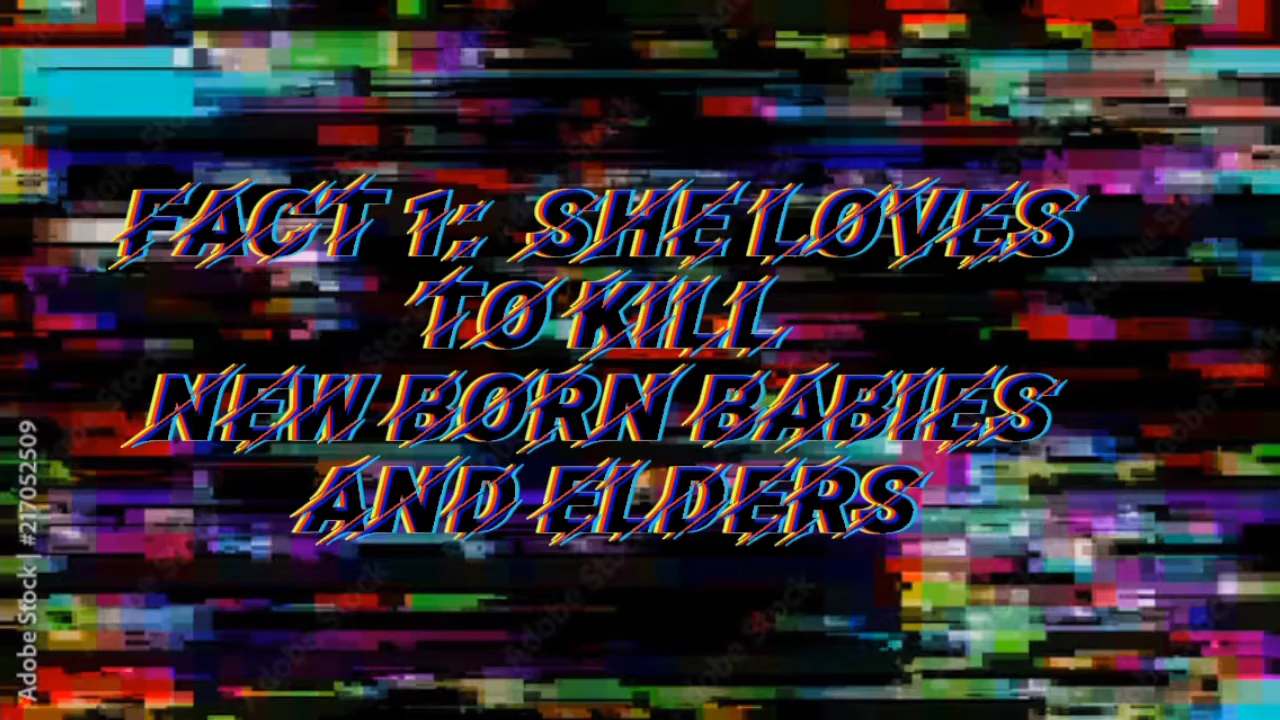 FACT 1: SHE LOVES
TO KILL
NEW BORN BABIES
AND ELDERS
Adobe Stock | #217052509